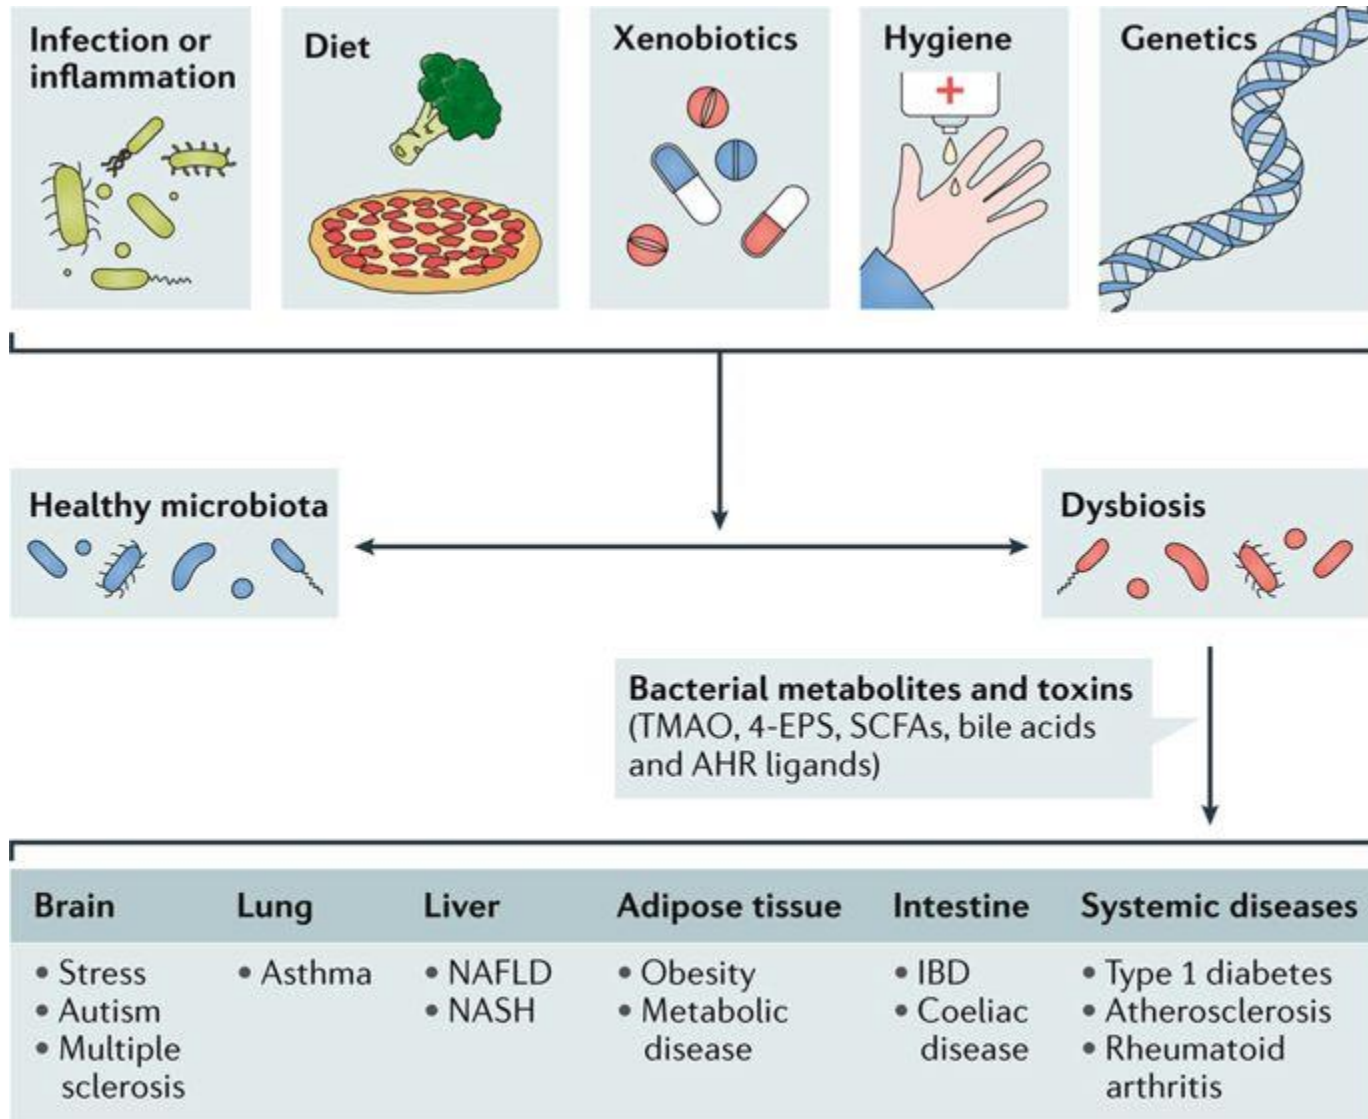 Infection or
inflammation
Diet
Xenobiotics
Hygiene
Genetics
Healthy microbiota
Dysbiosis
Bacterial metabolites and toxins
(TMAO, 4-EPS, SCFAs, bile acids
and AHR ligands)
Brain
• Stress
• Autism
• Multiple
sclerosis
Lung
• Asthma
Liver
• NAFLD
• NASH
Adipose tissue
• Obesity
• Metabolic
disease
Intestine
• IBD
• Coeliac
disease
Systemic diseases
• Type 1 diabetes
• Atherosclerosis
• Rheumatoid
arthritis